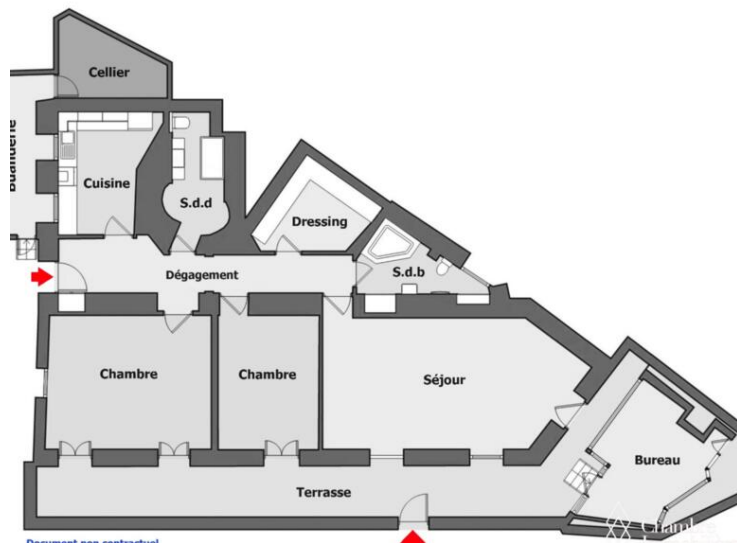 Cellier
Buanderie
Cuisine
S.d.d
Dressing
S.d.b
Dégagement
Chambre
Chambre
Séjour
Bureau
Terrasse
Document non contractuel